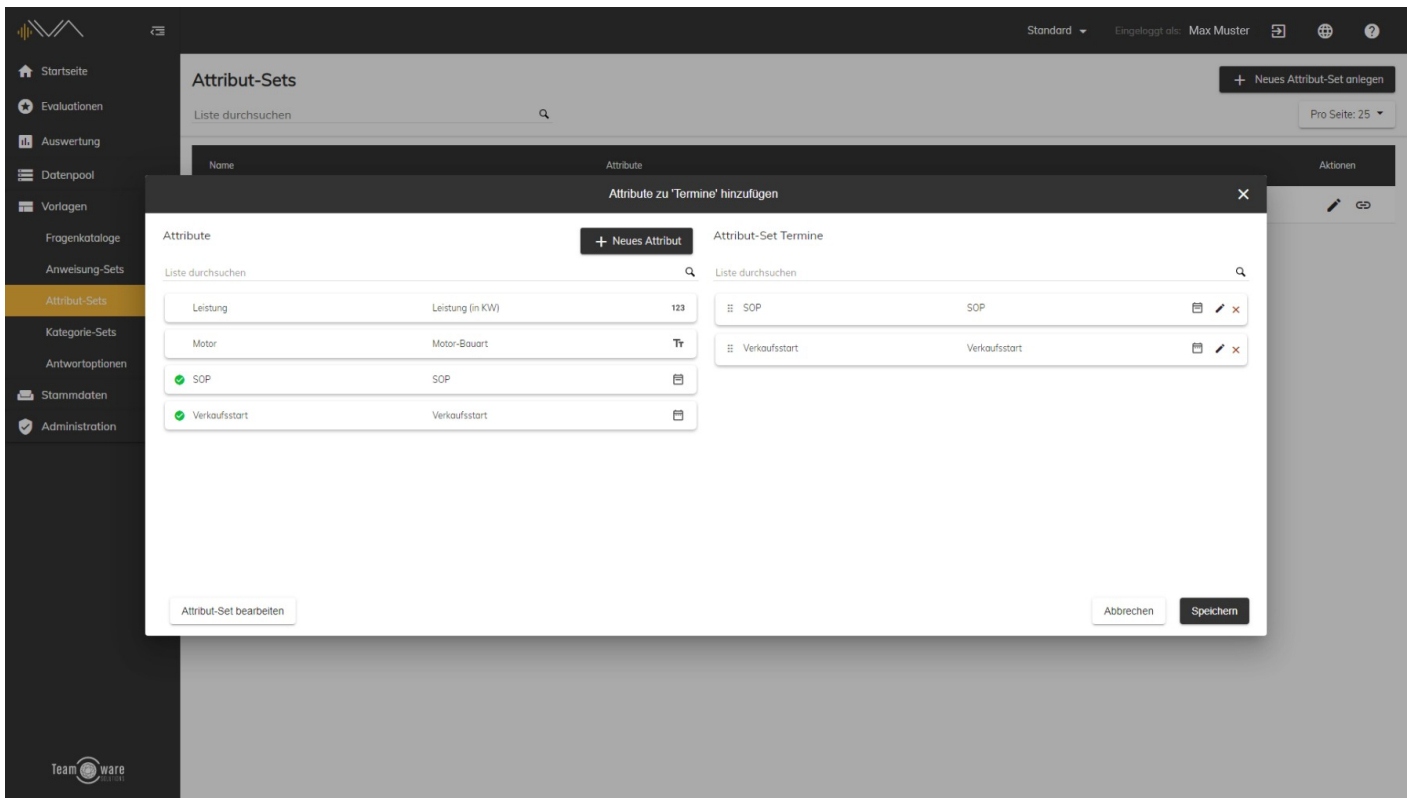 Standard Eingeloggt als: Max Muster
Startseite
Evaluationen
Auswertung
Datenpool
Vorlagen
Fragenkataloge
Anweisung-Sets
Attribut-Sets
Kategorie-Sets
Antwortoptionen
Stammdaten
Administration
Attribut-Sets
+ Neues Attribut-Set anlegen
Liste durchsuchen
Pro Seite: 25
Name Attribute Aktionen
Attribute zu 'Termine' hinzufügen
Attribute
+ Neues Attribut
Liste durchsuchen
Leistung Leistung (in KW) 123
Motor Motor-Bauart Tт
SOP SOP
Verkaufsstart Verkaufsstart
Attribut-Set Termine
Liste durchsuchen
SOP SOP
Verkaufsstart Verkaufsstart
Attribut-Set bearbeiten
Abbrechen Speichern
Team ware
SOLUTIONS